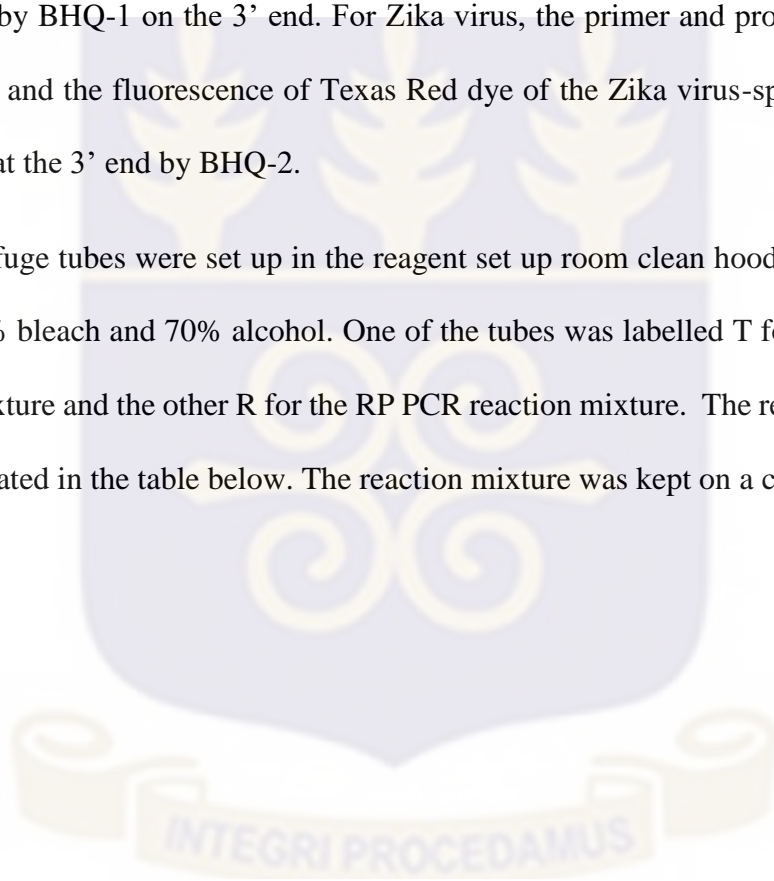 by BHQ-1 on the 3’ end. For Zika virus, the primer and pro
and the fluorescence of Texas Red dye of the Zika virus-sp
at the 3’ end by BHQ-2.
fuge tubes were set up in the reagent set up room clean hood
% bleach and 70% alcohol. One of the tubes was labelled T fo
xture and the other R for the RP PCR reaction mixture. The re
ated in the table below. The reaction mixture was kept on a c
INTEGRI PROCEDAMUS